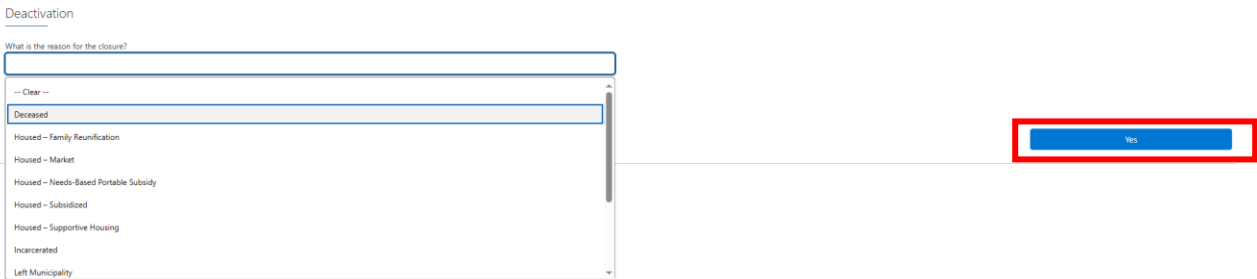 Deactivation
What is the reason for the closure?
-- Clear --
Deceased
Housed – Family Reunification
Housed – Market
Housed – Needs-Based Portable Subsidy
Housed – Subsidized
Housed – Supportive Housing
Incarcerated
Left Municipality
Yes